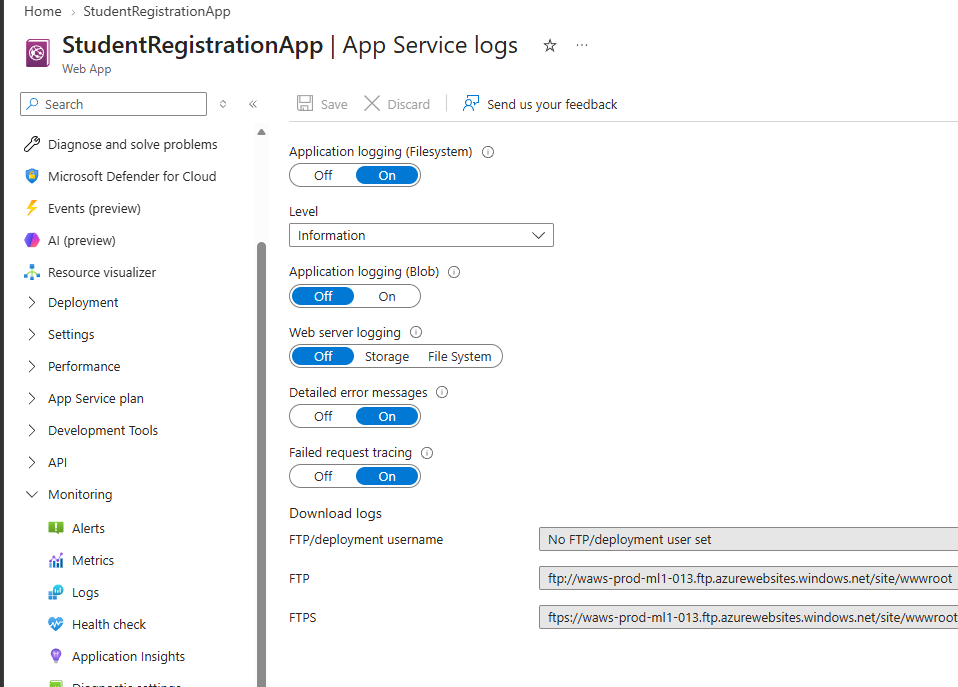 Home > StudentRegistrationApp
StudentRegistrationApp | App Service logs
Web App
Search
Save Discard Send us your feedback
Diagnose and solve problems
Microsoft Defender for Cloud
Events (preview)
AI (preview)
Resource visualizer
Deployment
Settings
Performance
App Service plan
Development Tools
API
Monitoring
Alerts
Metrics
Logs
Health check
Application Insights
Diagnostic settings
Application logging (Filesystem)
Off On
Level
Information
Application logging (Blob)
Off On
Web server logging
Off Storage File System
Detailed error messages
Off On
Failed request tracing
Off On
Download logs
FTP/deployment username No FTP/deployment user set
FTP ftp://waws-prod-ml1-013.ftp.azurewebsites.windows.net/site/wwwroot
FTPS ftps://waws-prod-ml1-013.ftp.azurewebsites.windows.net/site/wwwroot